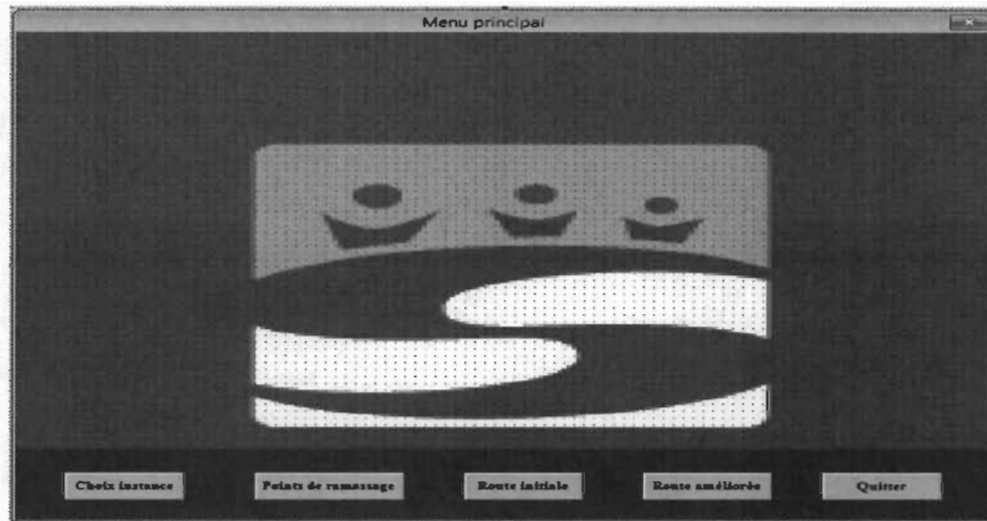 Menu principal
Choix instance
Points de ramassage
Route initiale
Route améliorée
Quitter